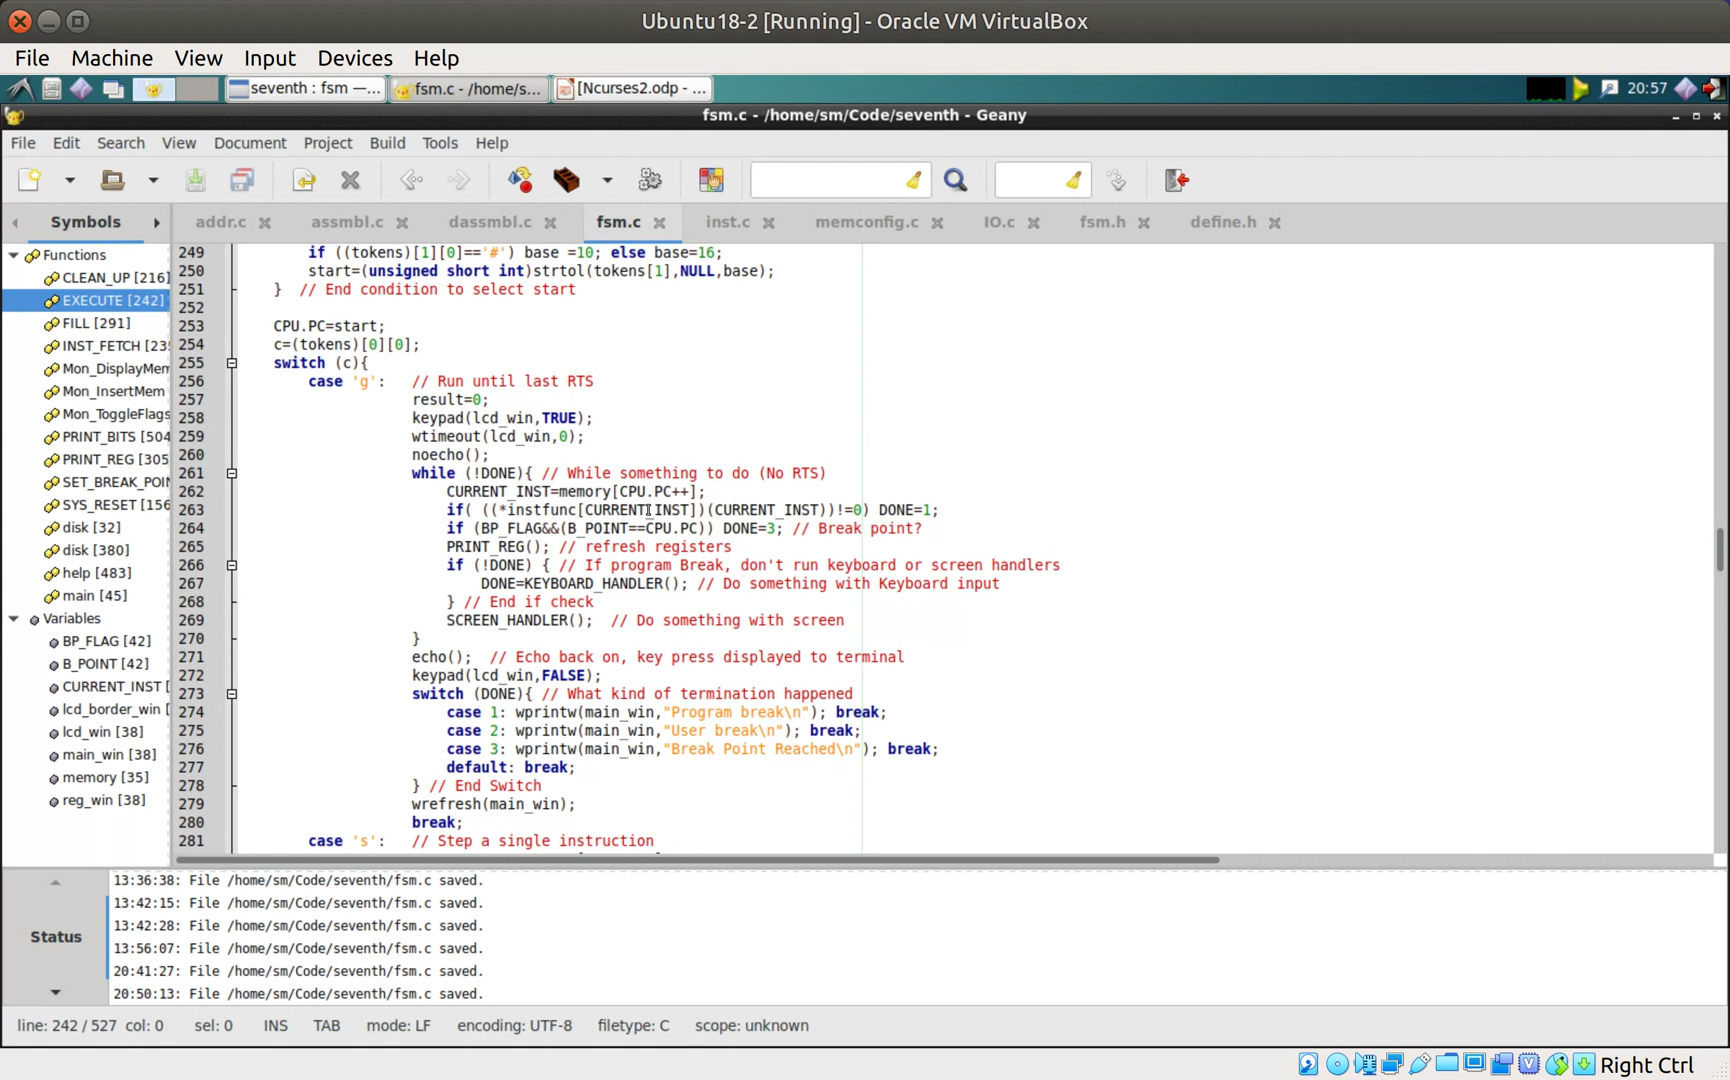 Ubuntu18-2 [Running] - Oracle VM VirtualBox
File Machine View Input Devices Help
seventh : fsm —... fsm.c - /home/s... [Ncurses2.odp - ... 20:57
fsm.c - /home/sm/Code/seventh - Geany
File Edit Search View Document Project Build Tools Help
Symbols addr.c assmbl.c dassmbl.c fsm.c inst.c memconfig.c IO.c fsm.h define.h
Functions
CLEAN_UP [216]
EXECUTE [242]
FILL [291]
INST_FETCH [235
Mon_DisplayMem
Mon_InsertMem
Mon_ToggleFlags
PRINT_BITS [504
PRINT_REG [305
SET_BREAK_POIN
SYS_RESET [156
disk [32]
disk [380]
help [483]
main [45]
Variables
BP_FLAG [42]
B_POINT [42]
CURRENT_INST [
lcd_border_win [
lcd_win [38]
main_win [38]
memory [35]
reg_win [38]
249 if ((tokens)[1][0]=='#') base =10; else base=16;
250 start=(unsigned short int)strtol(tokens[1],NULL,base);
251 } // End condition to select start
252
253 CPU.PC=start;
254 c=(tokens)[0][0];
255 switch (c){
256 case 'g': // Run until last RTS
257 result=0;
258 keypad(lcd_win,TRUE);
259 wtimeout(lcd_win,0);
260 noecho();
261 while (!DONE){ // While something to do (No RTS)
262 CURRENT_INST=memory[CPU.PC++];
263 if( ((*instfunc[CURRENT_INST])(CURRENT_INST))!=0) DONE=1;
264 if (BP_FLAG&&(B_POINT==CPU.PC)) DONE=3; // Break point?
265 PRINT_REG(); // refresh registers
266 if (!DONE) { // If program Break, don't run keyboard or screen handlers
267 DONE=KEYBOARD_HANDLER(); // Do something with Keyboard input
268 } // End if check
269 SCREEN_HANDLER(); // Do something with screen
270 }
271 echo(); // Echo back on, key press displayed to terminal
272 keypad(lcd_win,FALSE);
273 switch (DONE){ // What kind of termination happened
274 case 1: wprintw(main_win,"Program break\n"); break;
275 case 2: wprintw(main_win,"User break\n"); break;
276 case 3: wprintw(main_win,"Break Point Reached\n"); break;
277 default: break;
278 } // End Switch
279 wrefresh(main_win);
280 break;
281 case 's': // Step a single instruction
Status
13:36:38: File /home/sm/Code/seventh/fsm.c saved.
13:42:15: File /home/sm/Code/seventh/fsm.c saved.
13:42:28: File /home/sm/Code/seventh/fsm.c saved.
13:56:07: File /home/sm/Code/seventh/fsm.c saved.
20:41:27: File /home/sm/Code/seventh/fsm.c saved.
20:50:13: File /home/sm/Code/seventh/fsm.c saved.
line: 242 / 527 col: 0 sel: 0 INS TAB mode: LF encoding: UTF-8 filetype: C scope: unknown
Right Ctrl